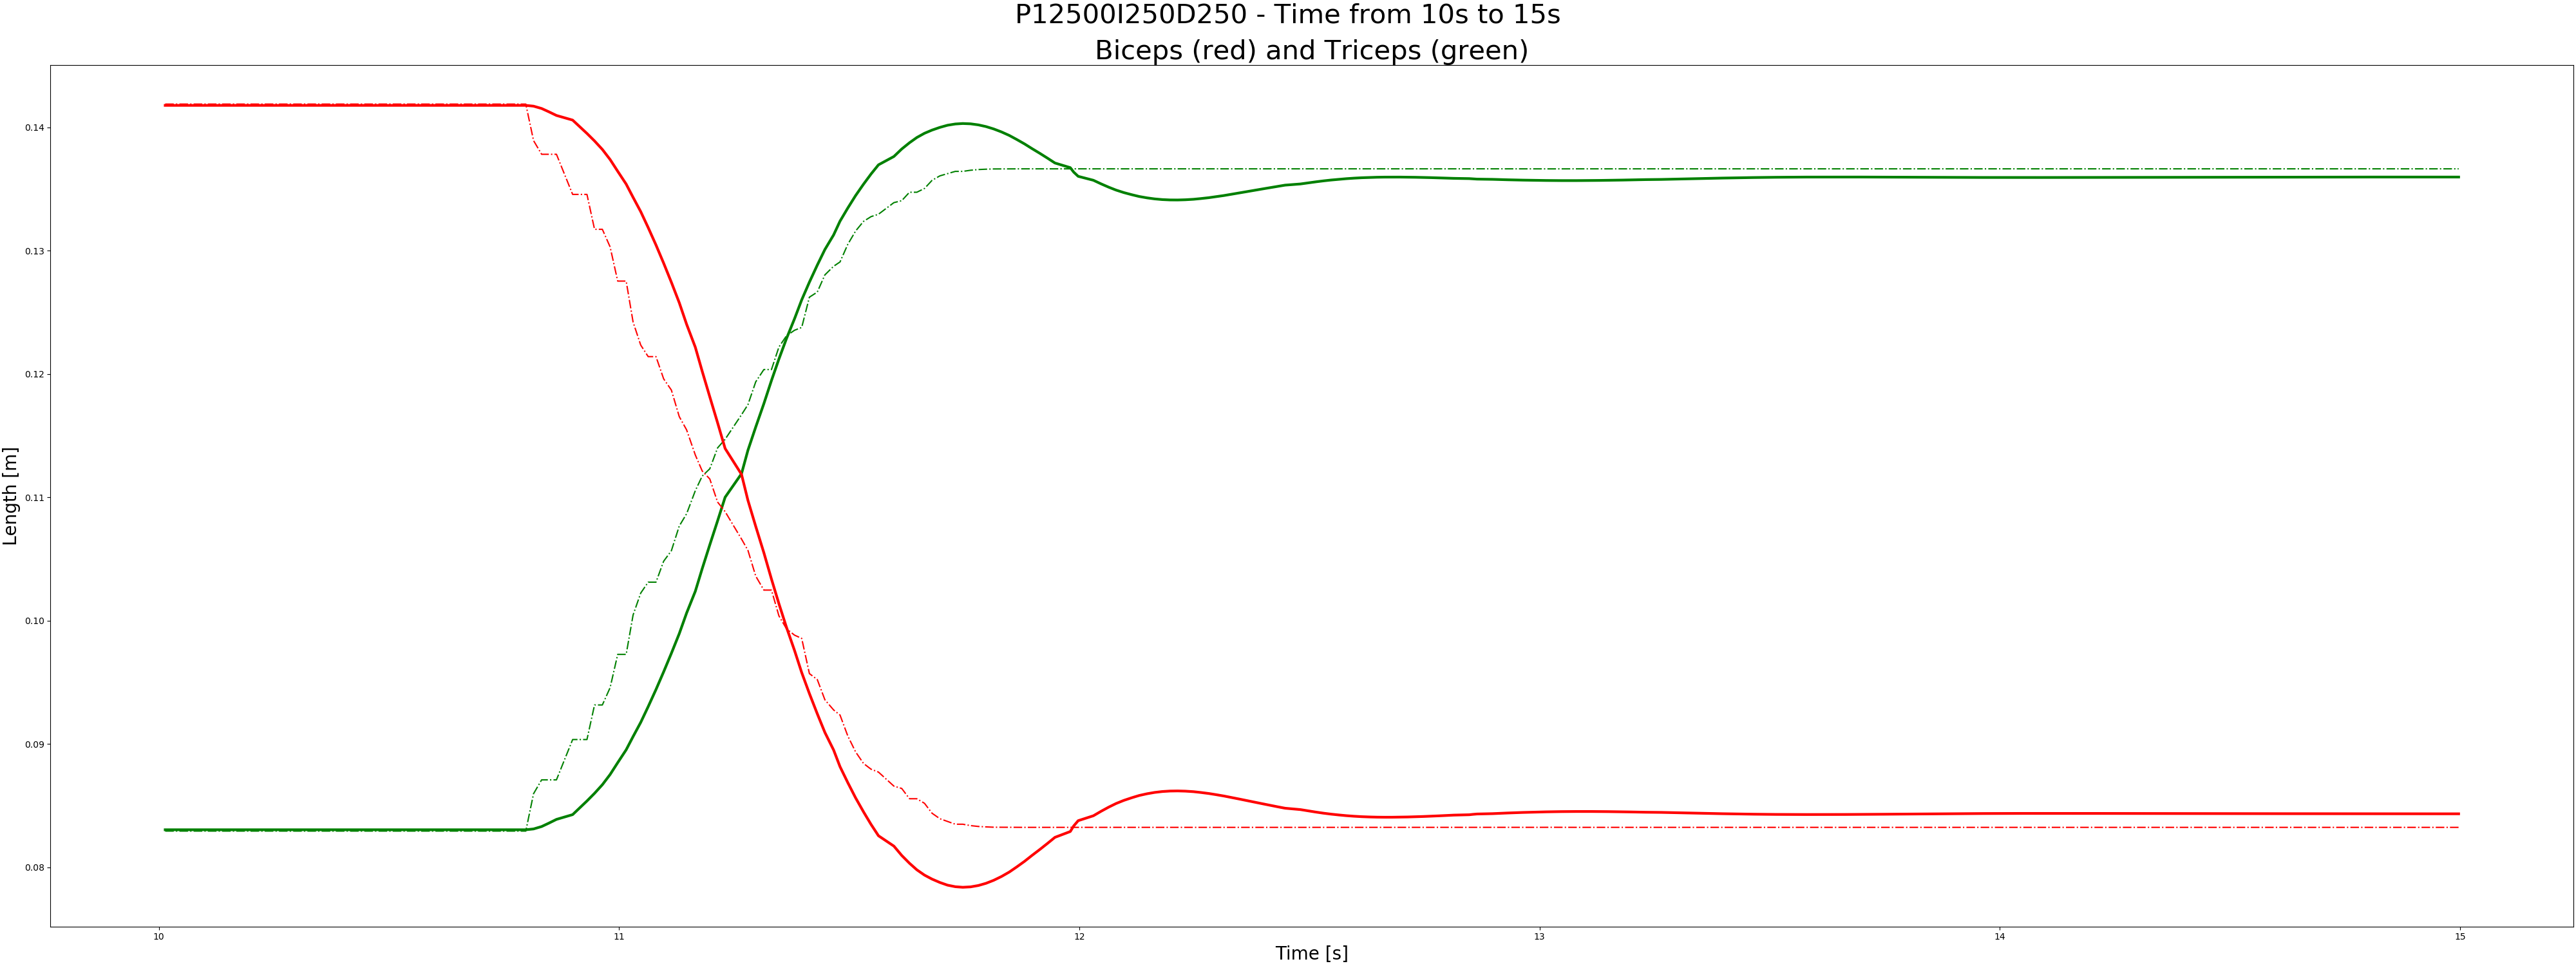 P12500I250D250 - Time from 10s to 15s
Biceps (red) and Triceps (green)
0.14
0.13
0.12
0.11
0.10
0.09
0.08
Length [m]
10 11 12 13 14 15
Time [s]